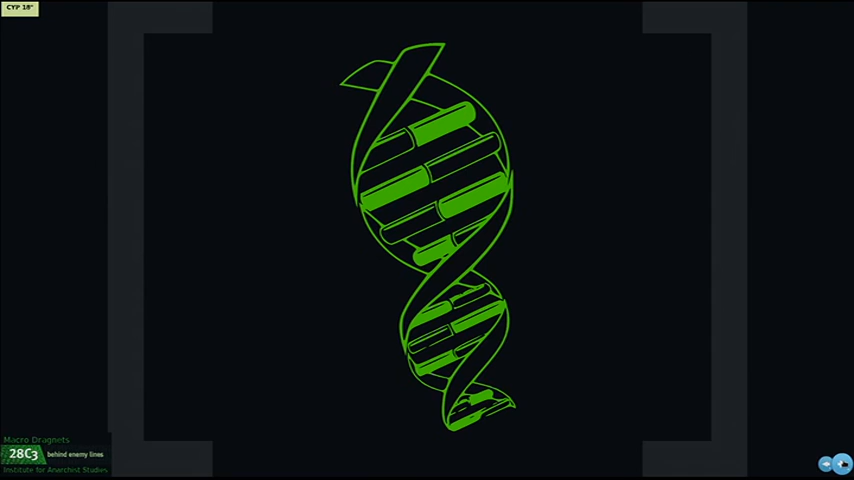 CYP 18"
Macro Dragnets
28C3 behind enemy lines
Institute for Anarchist Studies